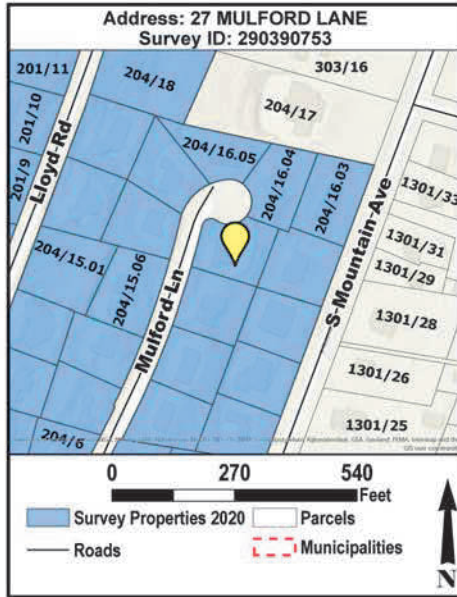 Address: 27 MULFORD LANE
Survey ID: 290390753
201/11
204/18
303/16
201/10
204/17
201/9
Lloyd-Rd
204/16.05
204/16.04
204/16.03
1301/33
S-Mountain-Ave
1301/31
1301/29
204/15.01
204/15.06
Mulford-Ln
1301/28
1301/26
1301/25
204/6
0 270 540
Feet
Survey Properties 2020
Parcels
Roads
Municipalities
N